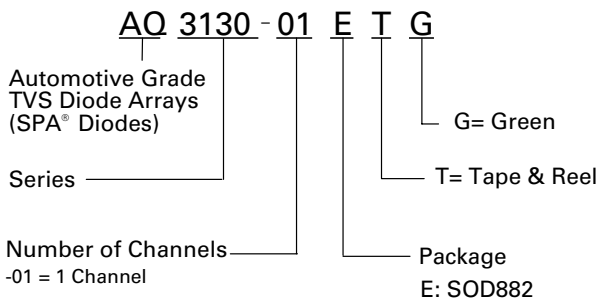 AQ 3130 - 01 E T G
Automotive Grade
TVS Diode Arrays
(SPA® Diodes)
G= Green
Series
T= Tape & Reel
Number of Channels
-01 = 1 Channel
Package
E: SOD882